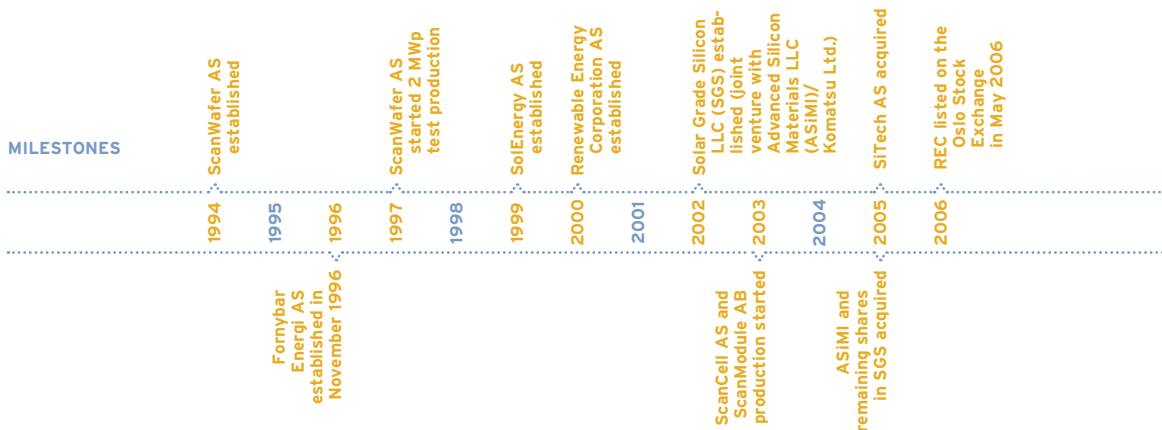 MILESTONES
ScanWafer AS
established
ScanWafer AS
started 2 MWp
test production
SolEnergy AS
established
Renewable Energy
Corporation AS
established
Solar Grade Silicon
LLC (SGS) estab-
lished (joint
venture with
Advanced Silicon
Materials LLC
(ASiMI)/
Komatsu Ltd.)
SiTech AS acquired
REC listed on the
Oslo Stock
Exchange
in May 2006
1994
1995
1996
1997
1998
1999
2000
2001
2002
2003
2004
2005
2006
Fornybar
Energi AS
established in
November 1996
ScanCell AS and
ScanModule AB
production started
ASiMI and
remaining shares
in SGS acquired